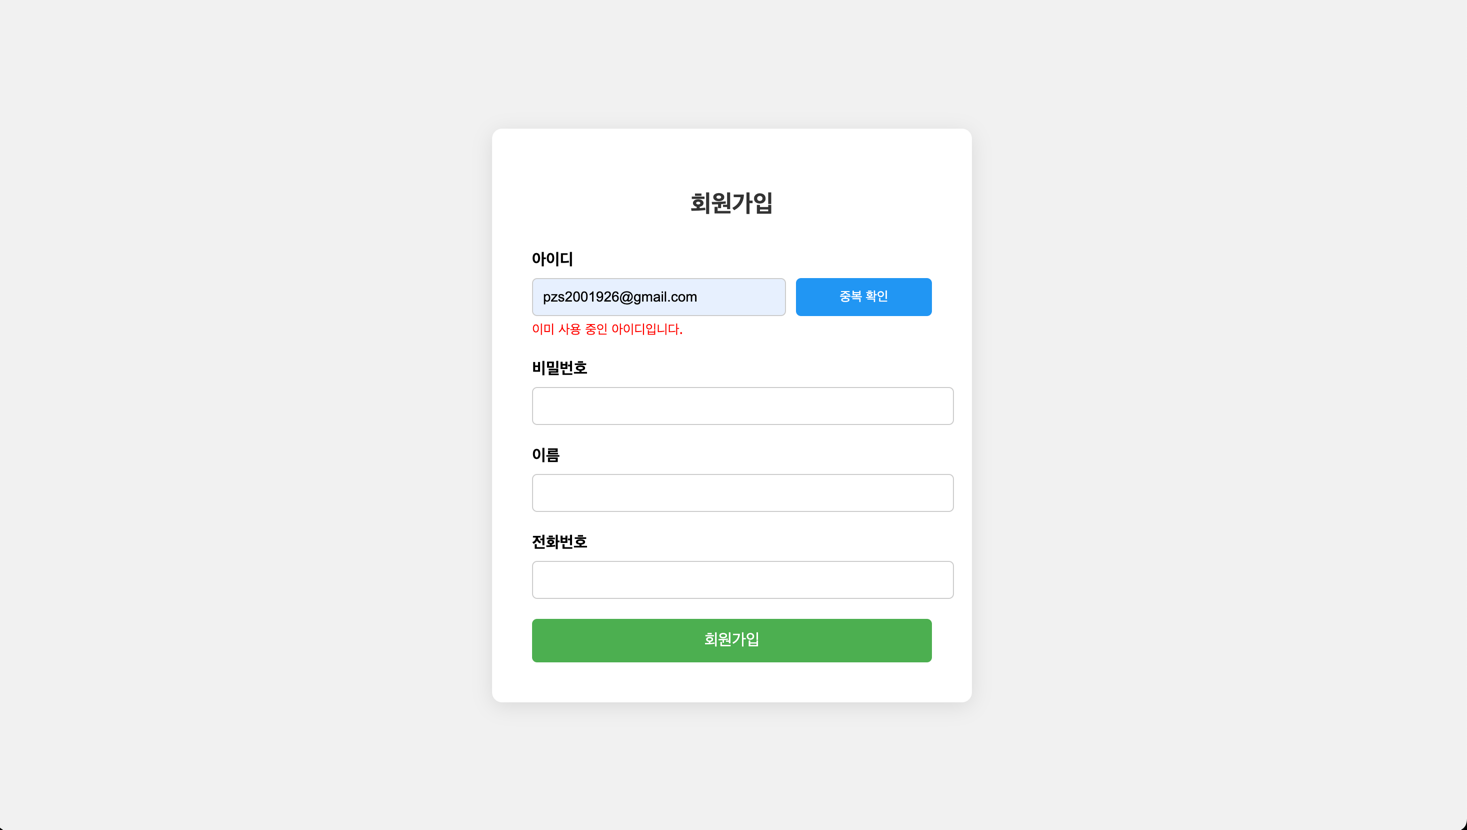 회원가입
아이디
pzs2001926@gmail.com
중복 확인
이미 사용 중인 아이디입니다.
비밀번호
이름
전화번호
회원가입